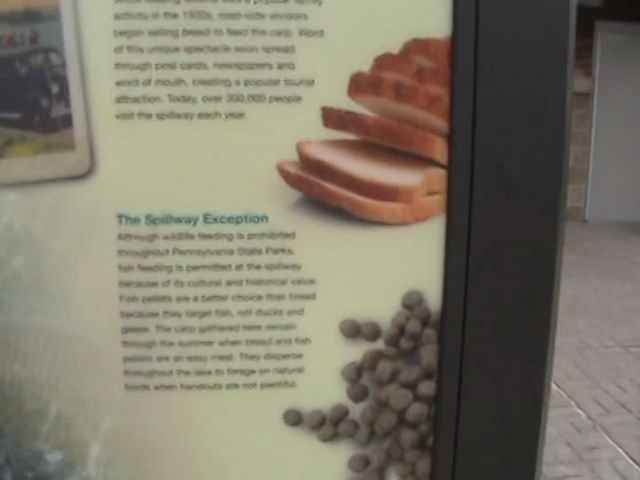 activity in the 1930s, road-side vendors
began selling bread to feed the carp. Word
of this unique spectacle soon spread
through post cards, newspapers and
word of mouth, creating a popular tourist
attraction. Today, over 300,000 people
visit the spillway each year.
The Spillway Exception
Although wildlife feeding is prohibited
throughout Pennsylvania State Parks,
fish feeding is permitted at the spillway
because of its cultural and historical value.
Fish pellets are a better choice than bread
because they target fish, not ducks and
geese. The carp gathered here remain
through the summer when bread and fish
pellets are an easy meal. They disperse
throughout the lake to forage on natural
foods when handouts are not plentiful.